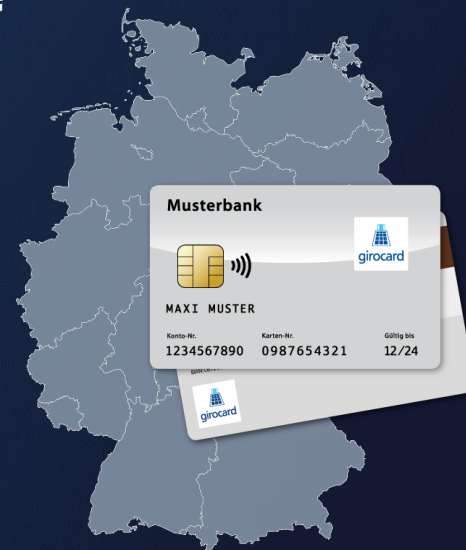 Musterbank
girocard
MAXI MUSTER
Konto-Nr. Karten-Nr. Gültig bis
1234567890 0987654321 12/24
girocard